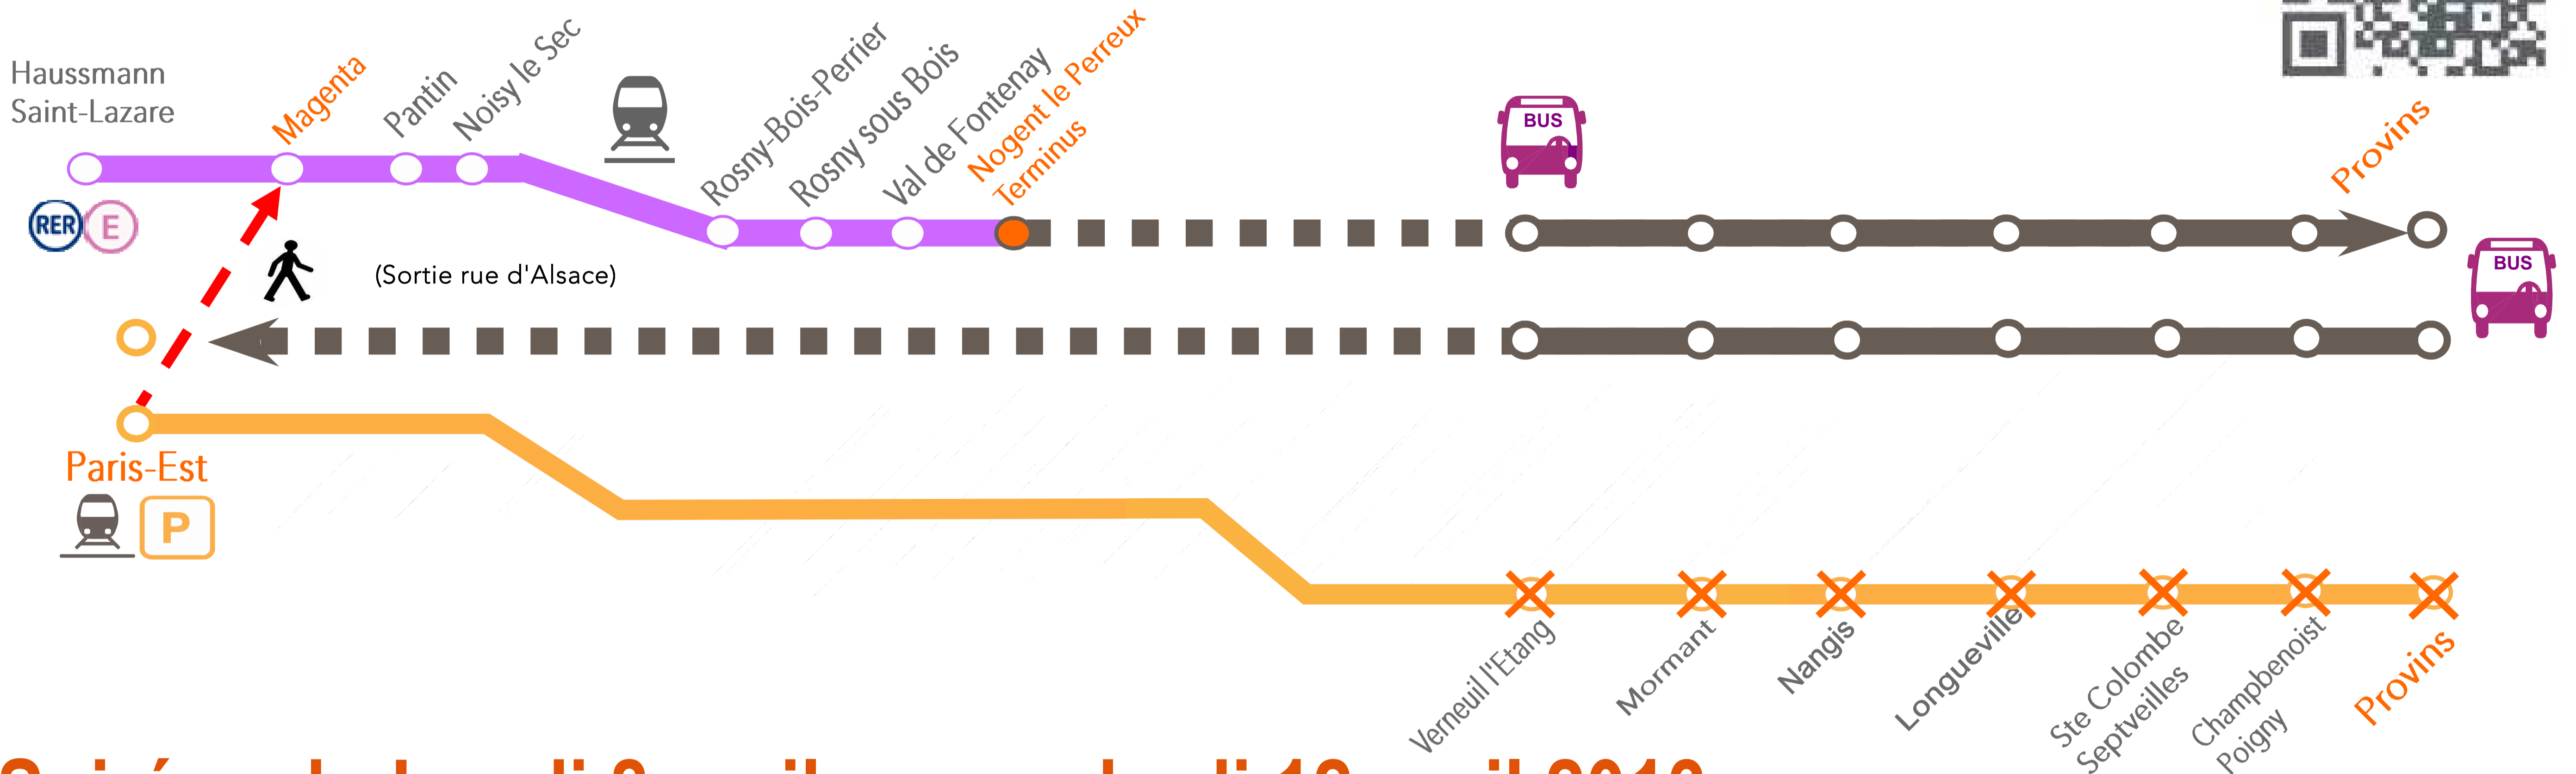 Haussmann
Saint-Lazare
Magenta
Pantin
Noisy le Sec
Rosny-Bois-Perrier
Rosny sous Bois
Val de Fontenay
Nogent le Perreux
Terminus
BUS
Provins
RER E
(Sortie rue d'Alsace)
BUS
Paris-Est
P
Verneuil l'Etang
Mormant
Nangis
Longueville
Ste Colombe
Septveilles
Champbenoist
Poigny
Provins